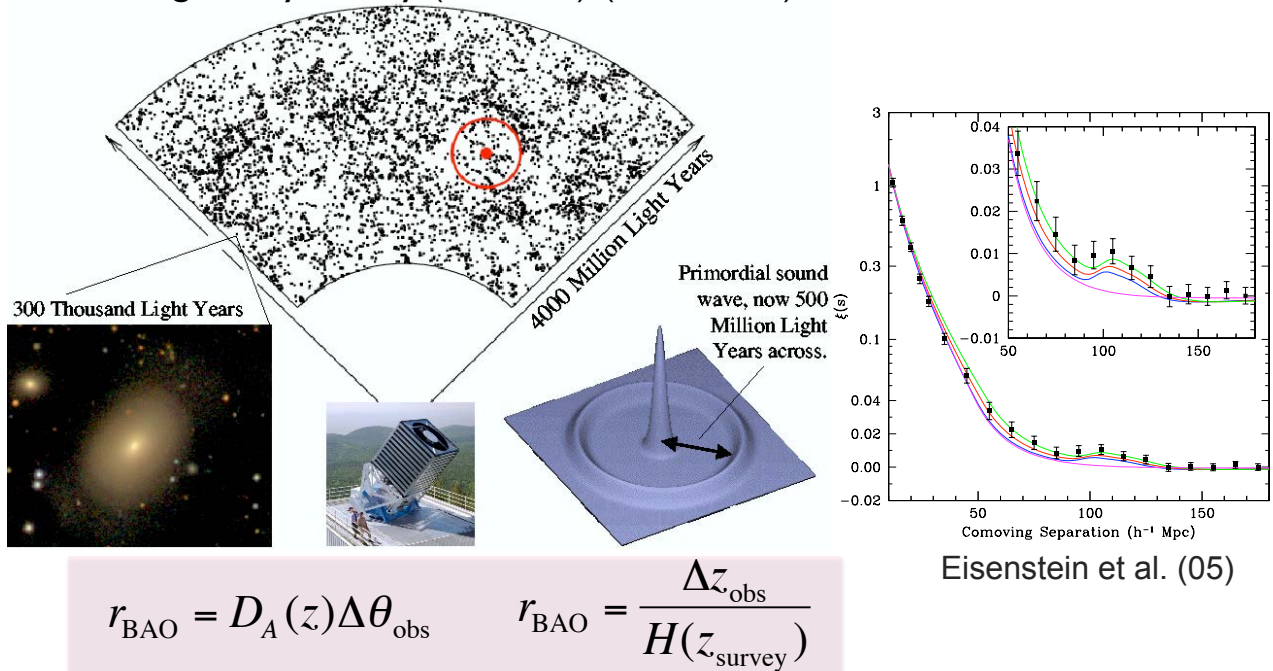 4000 Million Light Years
300 Thousand Light Years
Primordial sound
wave, now 500
Million Light
Years across.
3
1
0.3
0.1
0.04
0.02
0.00
−0.02
ξ(s)
0.04
0.03
0.02
0.01
0
−0.01
50 100 150
50 100 150
Comoving Separation (h⁻¹ Mpc)
Eisenstein et al. (05)
r_BAO = D_A(z)Δθ_obs r_BAO = Δz_obs / H(z_survey)